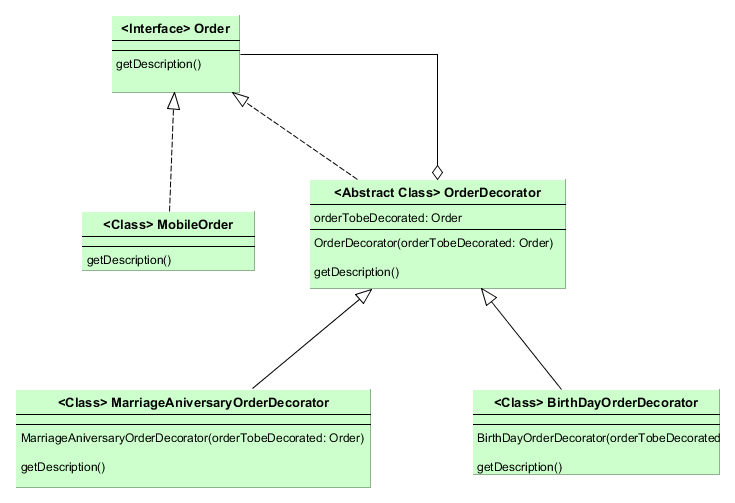 <Interface> Order
getDescription()
<Abstract Class> OrderDecorator
orderTobeDecorated: Order
OrderDecorator(orderTobeDecorated: Order)
getDescription()
<Class> MobileOrder
getDescription()
<Class> MarriageAniversaryOrderDecorator
MarriageAniversaryOrderDecorator(orderTobeDecorated: Order)
getDescription()
<Class> BirthDayOrderDecorator
BirthDayOrderDecorator(orderTobeDecorated
getDescription()